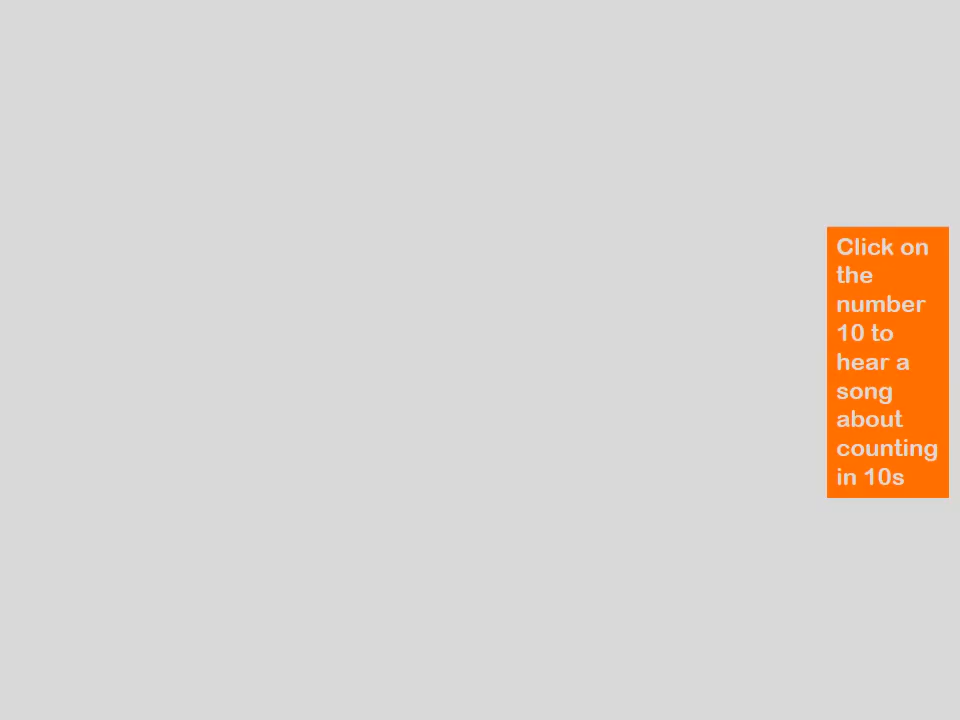 Click on
the
number
10 to
hear a
song
about
counting
in 10s